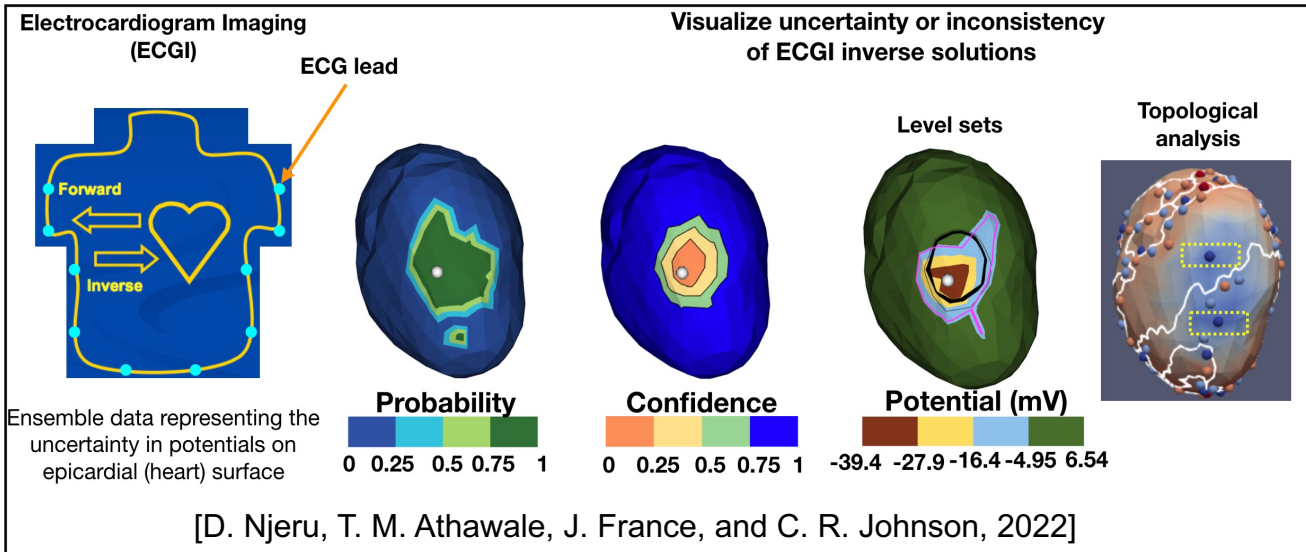 Electrocardiogram Imaging
(ECGI)
ECG lead
Visualize uncertainty or inconsistency
of ECGI inverse solutions
Level sets
Topological
analysis
Forward
Inverse
Ensemble data representing the
uncertainty in potentials on
epicardial (heart) surface
Probability
0 0.25 0.5 0.75 1
Confidence
0 0.25 0.5 0.75 1
Potential (mV)
-39.4 -27.9 -16.4 -4.95 6.54
[D. Njeru, T. M. Athawale, J. France, and C. R. Johnson, 2022]